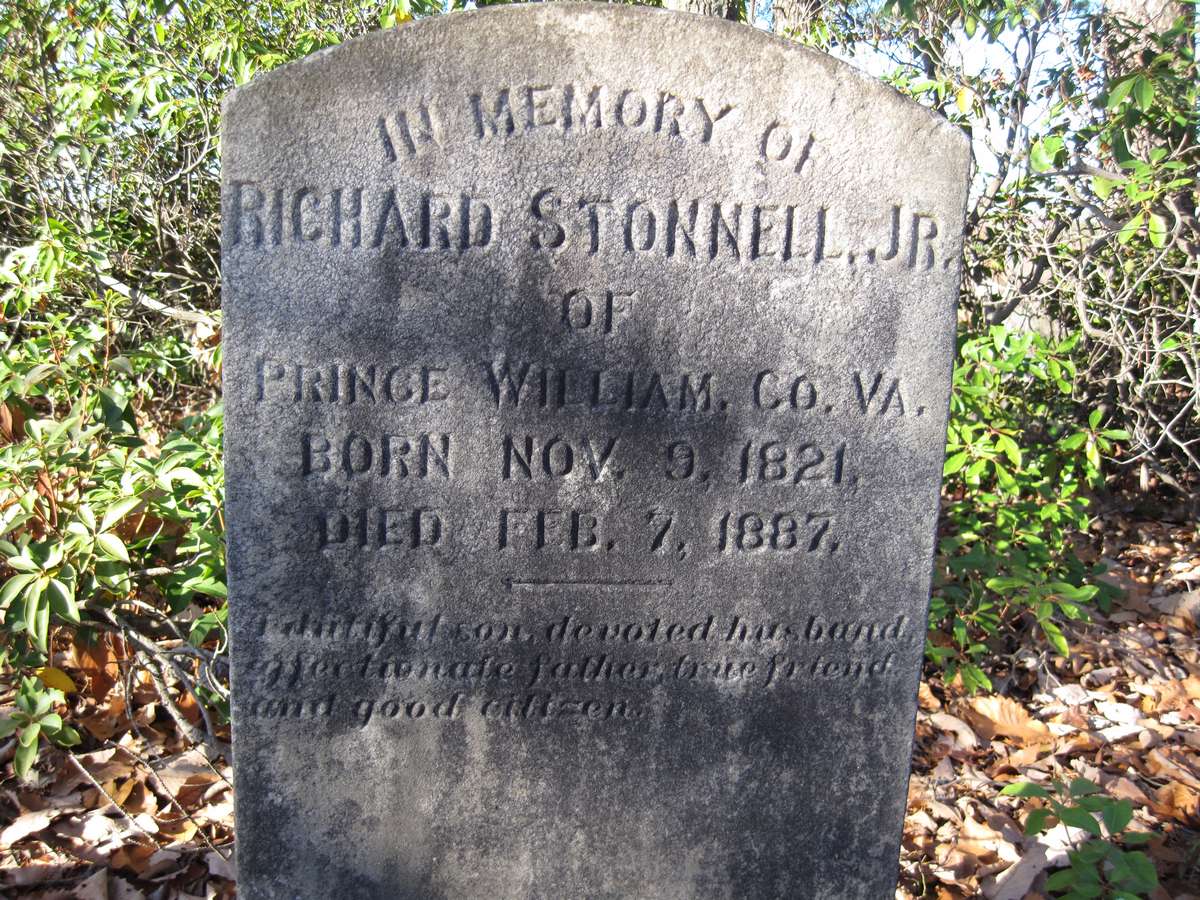 IN MEMORY OF
RICHARD STONNELL, JR.
OF
PRINCE WILLIAM, CO. VA.
BORN NOV. 9, 1821.
DIED FEB. 7, 1887.
A dutiful son, devoted husband,
affectionate father, true friend
and good citizen.